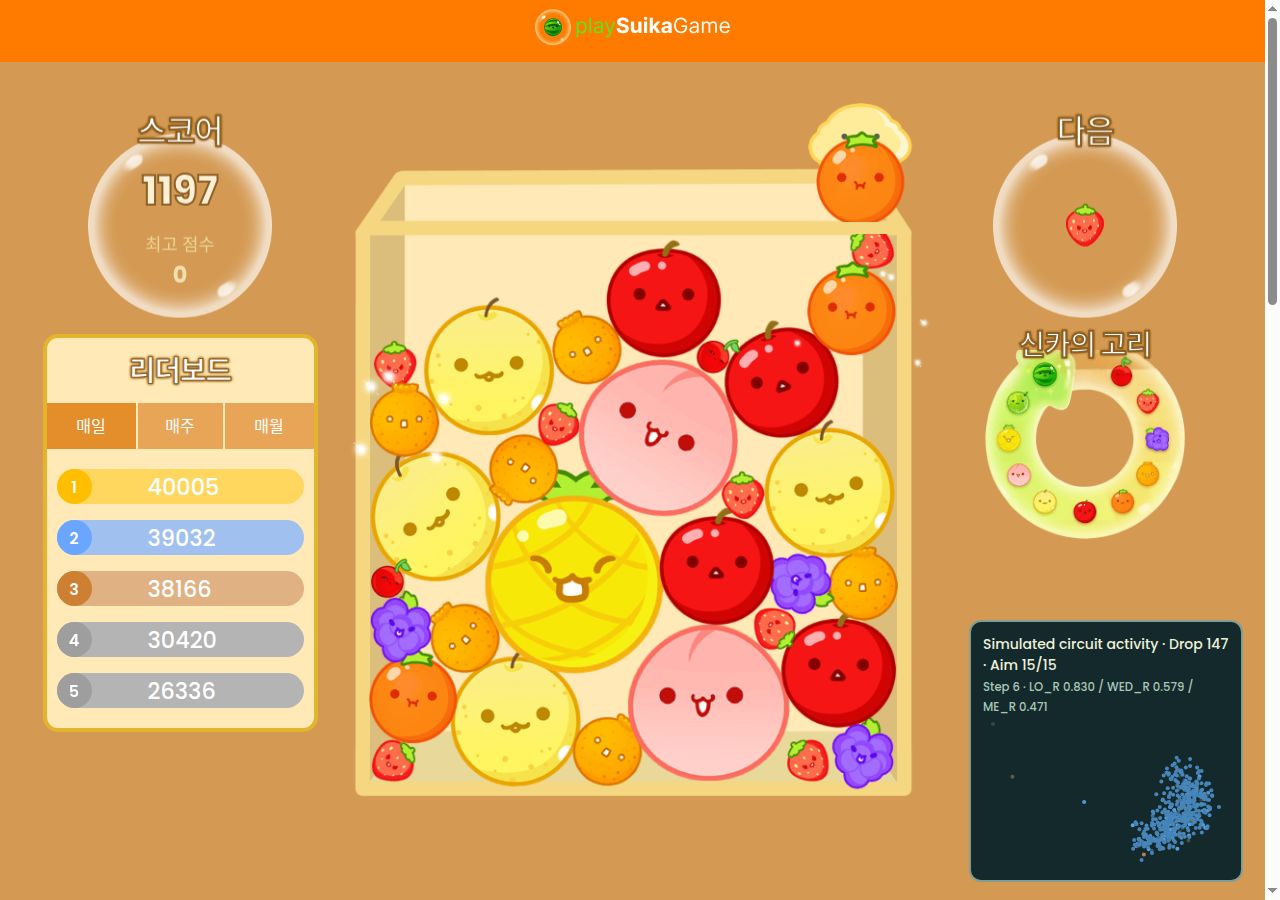 playSuikaGame
스코어
1197
최고 점수
0
리더보드
매일 매주 매월
1 40005
2 39032
3 38166
4 30420
5 26336
다음
신카의 고리
Simulated circuit activity · Drop 147
· Aim 15/15
Step 6 · LO_R 0.830 / WED_R 0.579 /
ME_R 0.471